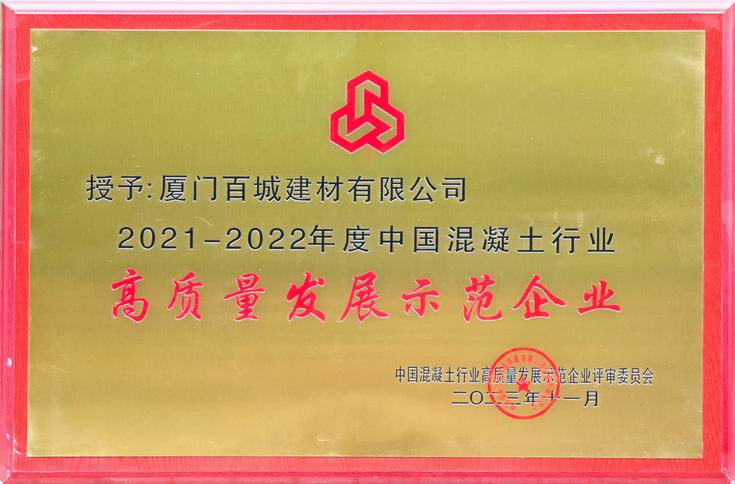 授予:厦门百城建材有限公司
2021-2022年度中国混凝土行业
高质量发展示范企业
中国混凝土行业高质量发展示范企业评审委员会
二〇二三年十一月